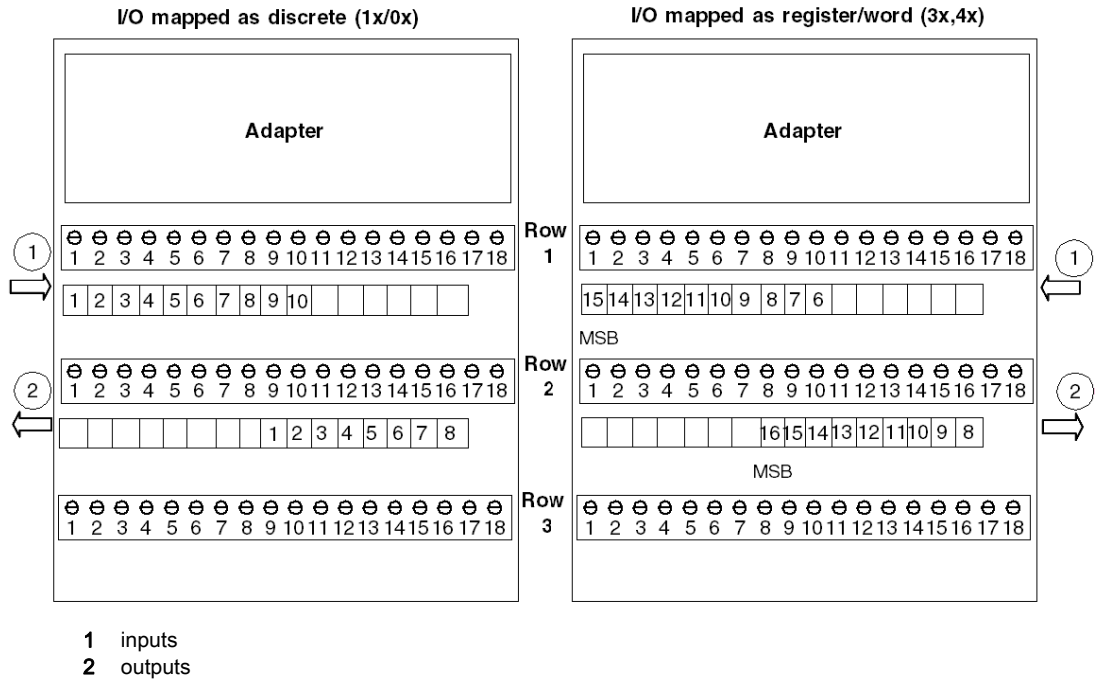 I/O mapped as discrete (1x/0x) I/O mapped as register/word (3x,4x)
Adapter Adapter
Row 1
1 1 2 3 4 5 6 7 8 9 10 11 12 13 14 15 16 17 18 1 2 3 4 5 6 7 8 9 10 11 12 13 14 15 16 17 18 1
1 2 3 4 5 6 7 8 9 10 15 14 13 12 11 10 9 8 7 6
MSB
Row 2
2 1 2 3 4 5 6 7 8 9 10 11 12 13 14 15 16 17 18 1 2 3 4 5 6 7 8 9 10 11 12 13 14 15 16 17 18 2
1 2 3 4 5 6 7 8 16 15 14 13 12 11 10 9 8
MSB
Row 3
1 2 3 4 5 6 7 8 9 10 11 12 13 14 15 16 17 18 1 2 3 4 5 6 7 8 9 10 11 12 13 14 15 16 17 18
1 inputs
2 outputs